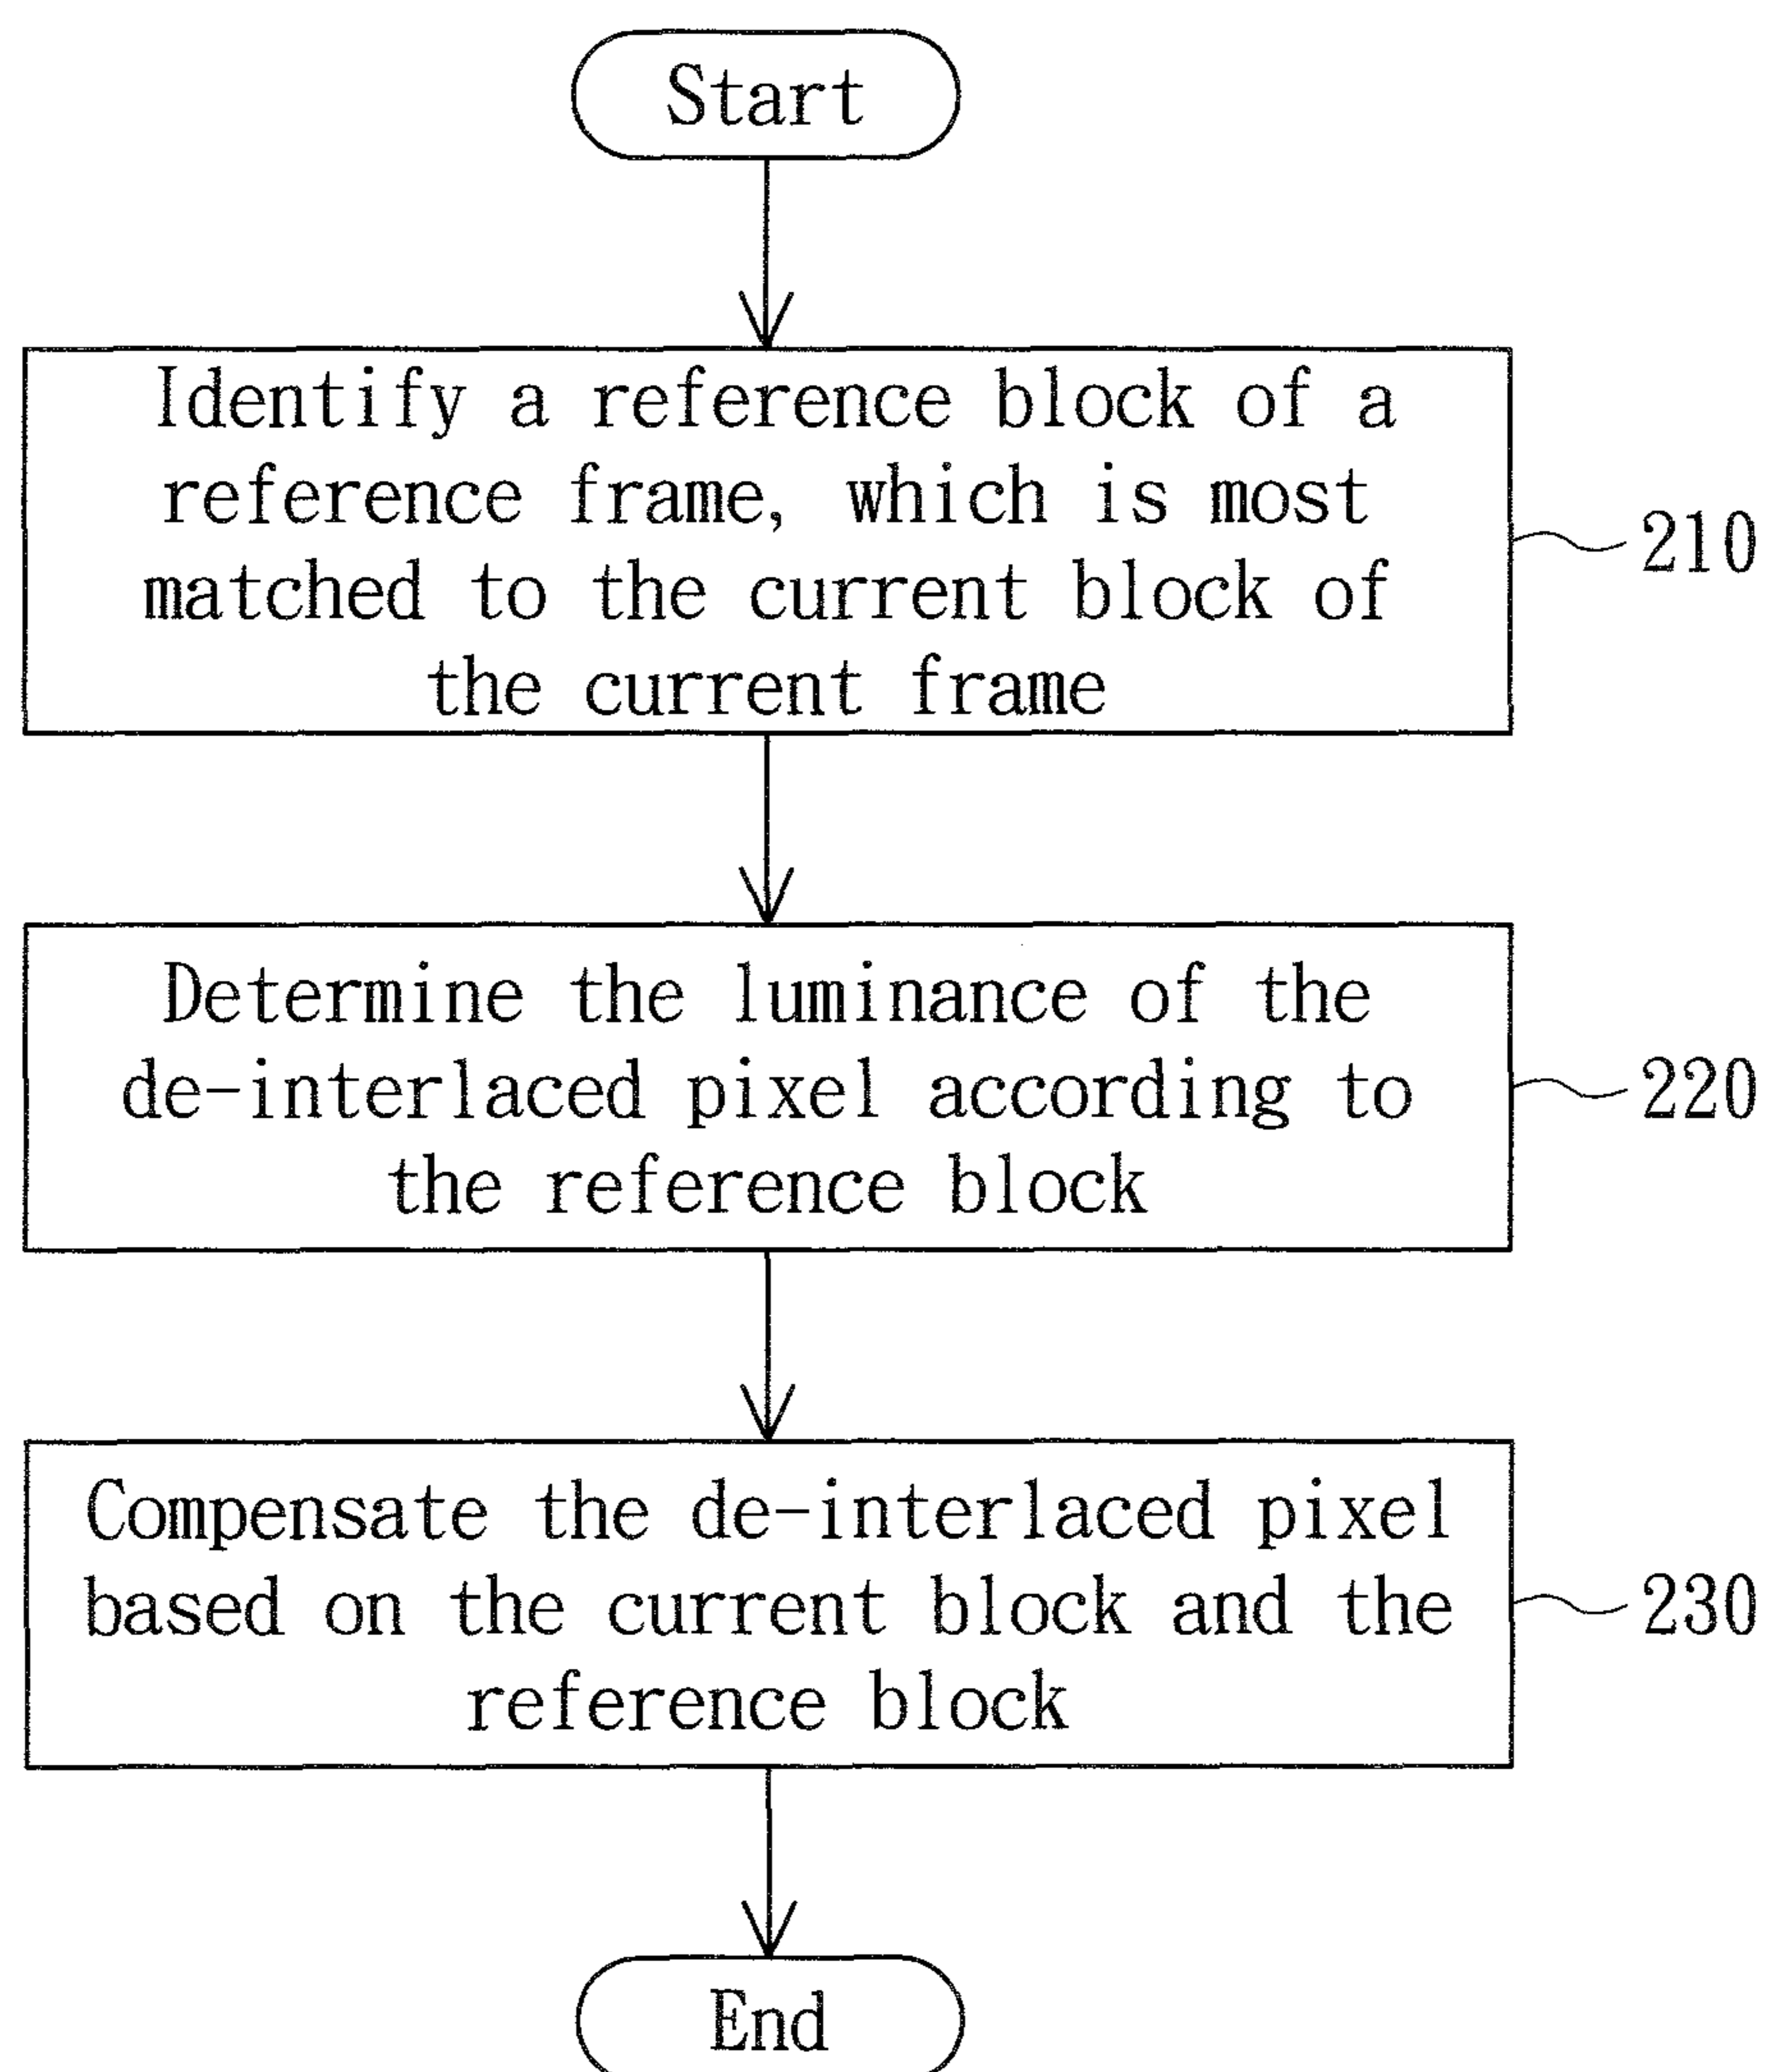 Start
Identify a reference block of a
reference frame, which is most
matched to the current block of
the current frame
210
Determine the luminance of the
de-interlaced pixel according to
the reference block
220
Compensate the de-interlaced pixel
based on the current block and the
reference block
230
End